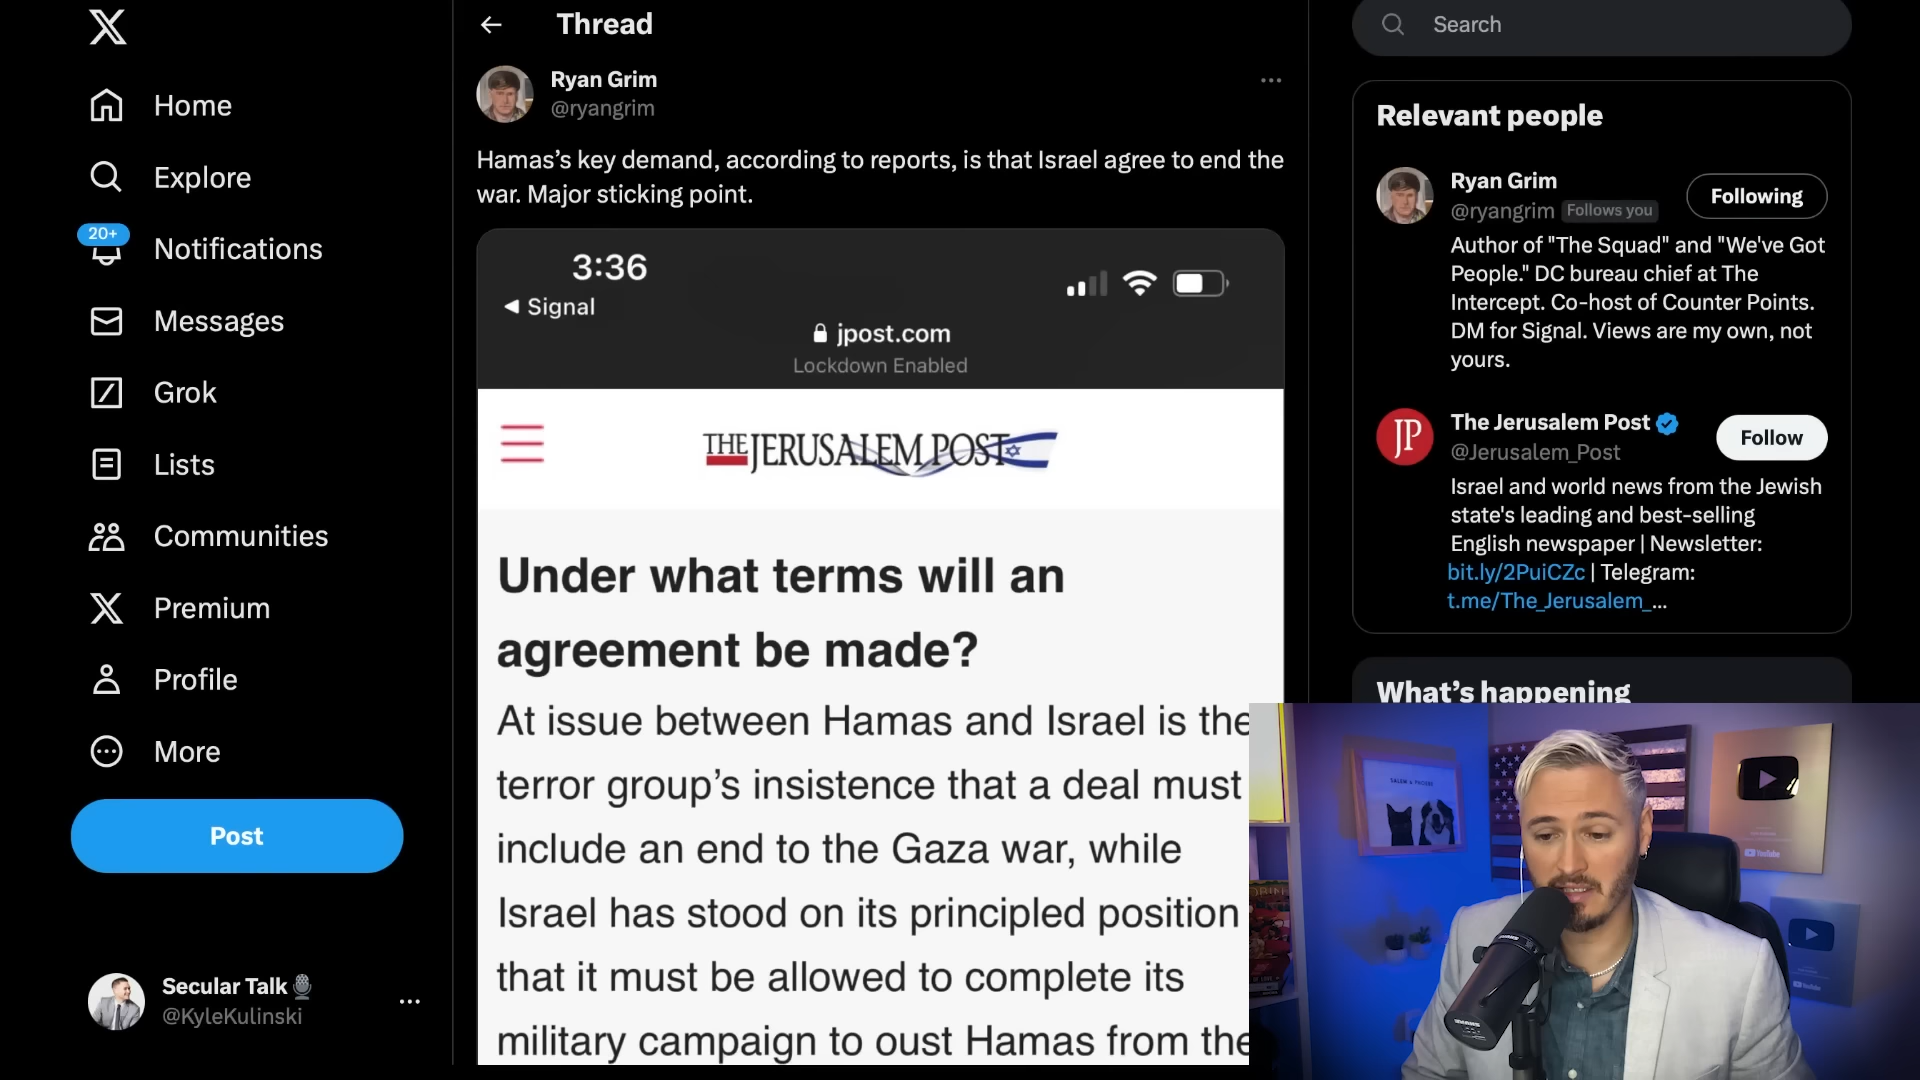 Home
Explore
20+
Notifications
Messages
Grok
Lists
Communities
Premium
Profile
More
Post
Secular Talk
@KyleKulinski
Thread
Ryan Grim
@ryangrim
Hamas’s key demand, according to reports, is that Israel agree to end the
war. Major sticking point.
3:36
Signal
jpost.com
Lockdown Enabled
THE JERUSALEM POST
Under what terms will an
agreement be made?
At issue between Hamas and Israel is the
terror group’s insistence that a deal must
include an end to the Gaza war, while
Israel has stood on its principled position
that it must be allowed to complete its
military campaign to oust Hamas from the
Search
Relevant people
Ryan Grim
@ryangrim Follows you
Following
Author of "The Squad" and "We've Got
People." DC bureau chief at The
Intercept. Co-host of Counter Points.
DM for Signal. Views are my own, not
yours.
JP
The Jerusalem Post
@Jerusalem_Post
Follow
Israel and world news from the Jewish
state's leading and best-selling
English newspaper | Newsletter:
bit.ly/2PuiCZc | Telegram:
t.me/The_Jerusalem_...
What’s happening
SALEM & PHOEBE
YouTube
YouTube